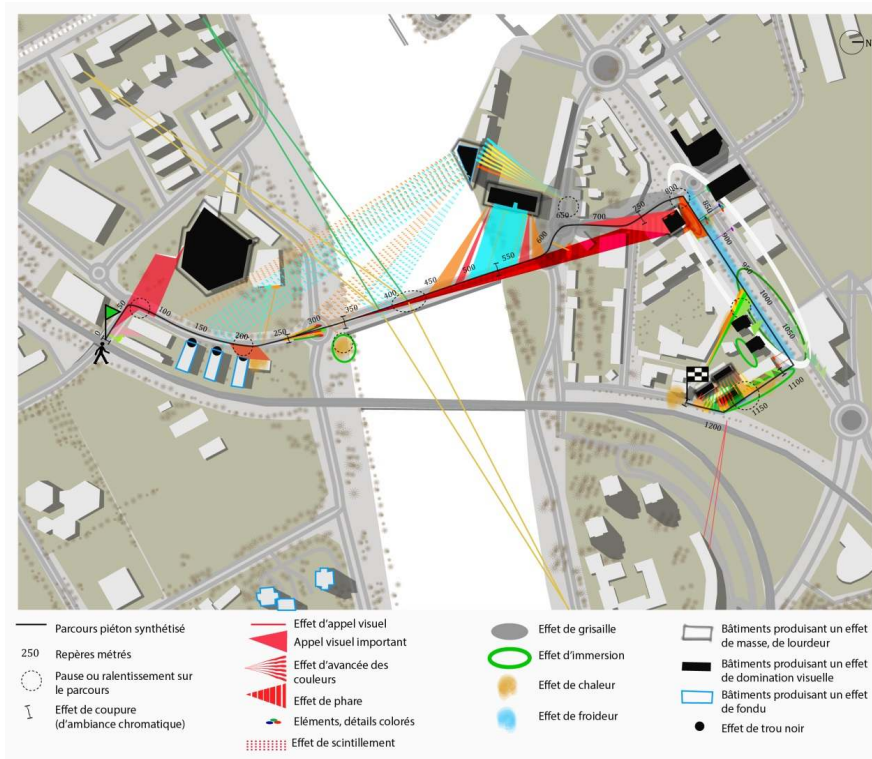 N
0
50
100
150
200
250
300
350
400
450
500
550
600
650
700
750
800
850
900
950
1000
1050
1100
1150
1200
Parcours piéton synthétisé
250
Repères métrés
Pause ou ralentissement sur
le parcours
Effet de coupure
(d'ambiance chromatique)
Effet d'appel visuel
Appel visuel important
Effet d'avancée des
couleurs
Effet de phare
Eléments, détails colorés
Effet de scintillement
Effet de grisaille
Effet d'immersion
Effet de chaleur
Effet de froideur
Bâtiments produisant un effet
de masse, de lourdeur
Bâtiments produisant un effet
de domination visuelle
Bâtiments produisant un effet
de fondu
Effet de trou noir